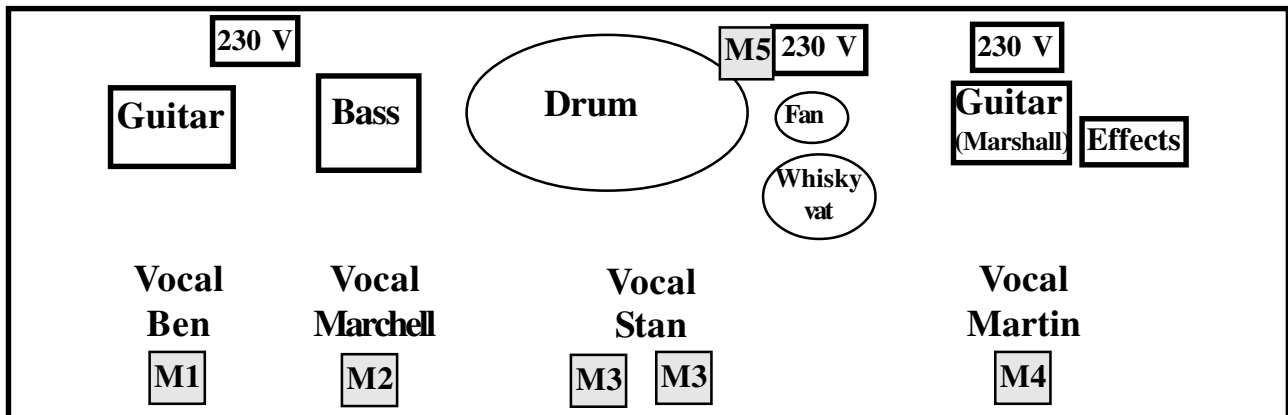 230 V
M5
230 V
230 V
Guitar
Bass
Drum
Fan
Guitar
(Marshall)
Effects
Whisky
vat
Vocal
Ben
Vocal
Marchell
Vocal
Stan
Vocal
Martin
M1
M2
M3
M3
M4